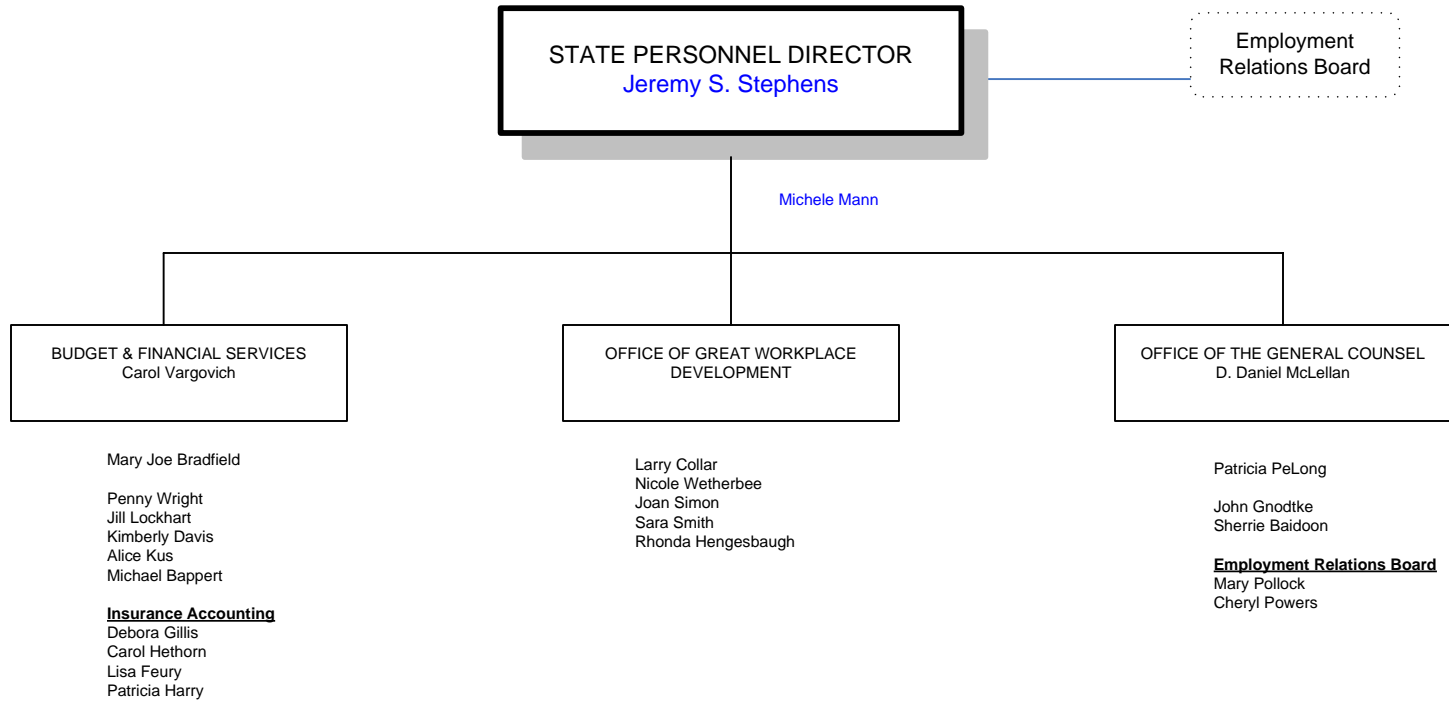 STATE PERSONNEL DIRECTOR
Jeremy S. Stephens
Employment
Relations Board
Michele Mann
BUDGET & FINANCIAL SERVICES
Carol Vargovich
Mary Joe Bradfield
Penny Wright
Jill Lockhart
Kimberly Davis
Alice Kus
Michael Bappert
Insurance Accounting
Debora Gillis
Carol Hethorn
Lisa Feury
Patricia Harry
OFFICE OF GREAT WORKPLACE
DEVELOPMENT
Larry Collar
Nicole Wetherbee
Joan Simon
Sara Smith
Rhonda Hengesbaugh
OFFICE OF THE GENERAL COUNSEL
D. Daniel McLellan
Patricia PeLong
John Gnodtke
Sherrie Baidoon
Employment Relations Board
Mary Pollock
Cheryl Powers